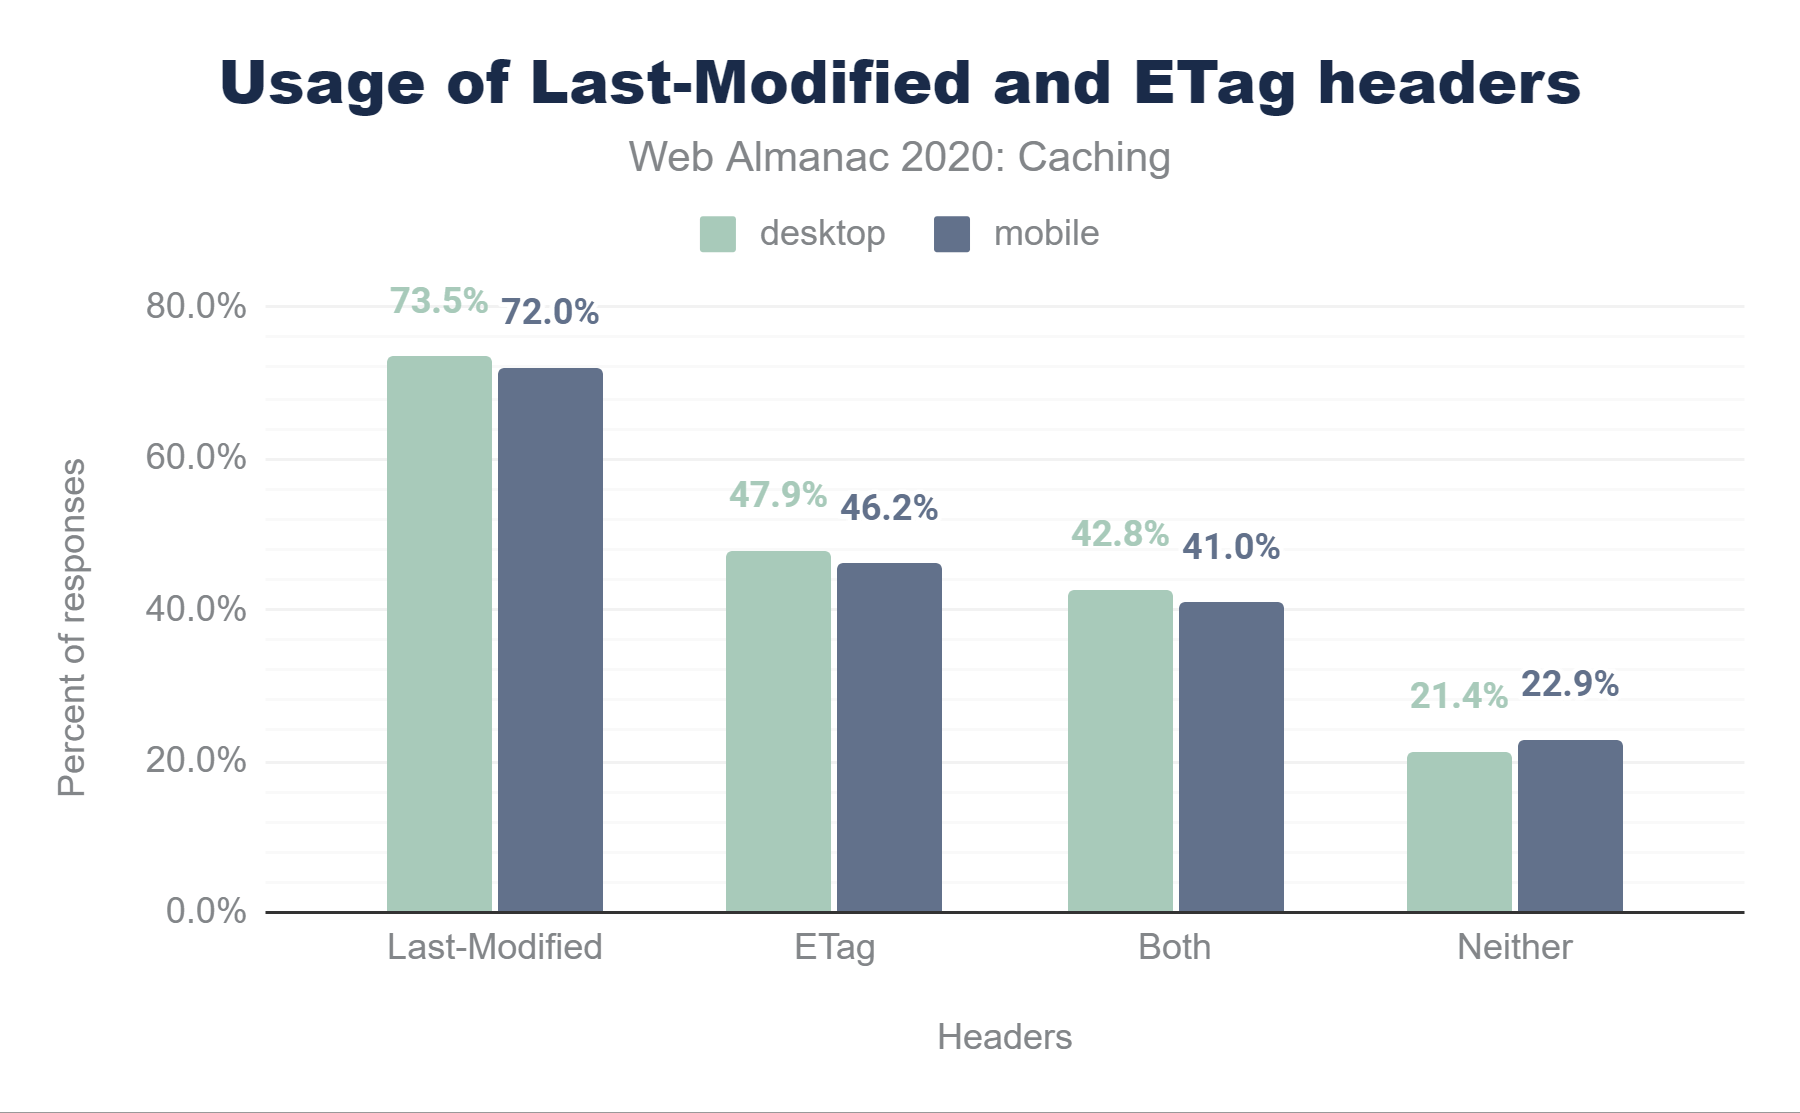 Usage of Last-Modified and ETag headers
Web Almanac 2020: Caching
desktop mobile
80.0%
60.0%
40.0%
20.0%
0.0%
Percent of responses
73.5% 72.0%
47.9% 46.2%
42.8% 41.0%
21.4% 22.9%
Last-Modified ETag Both Neither
Headers